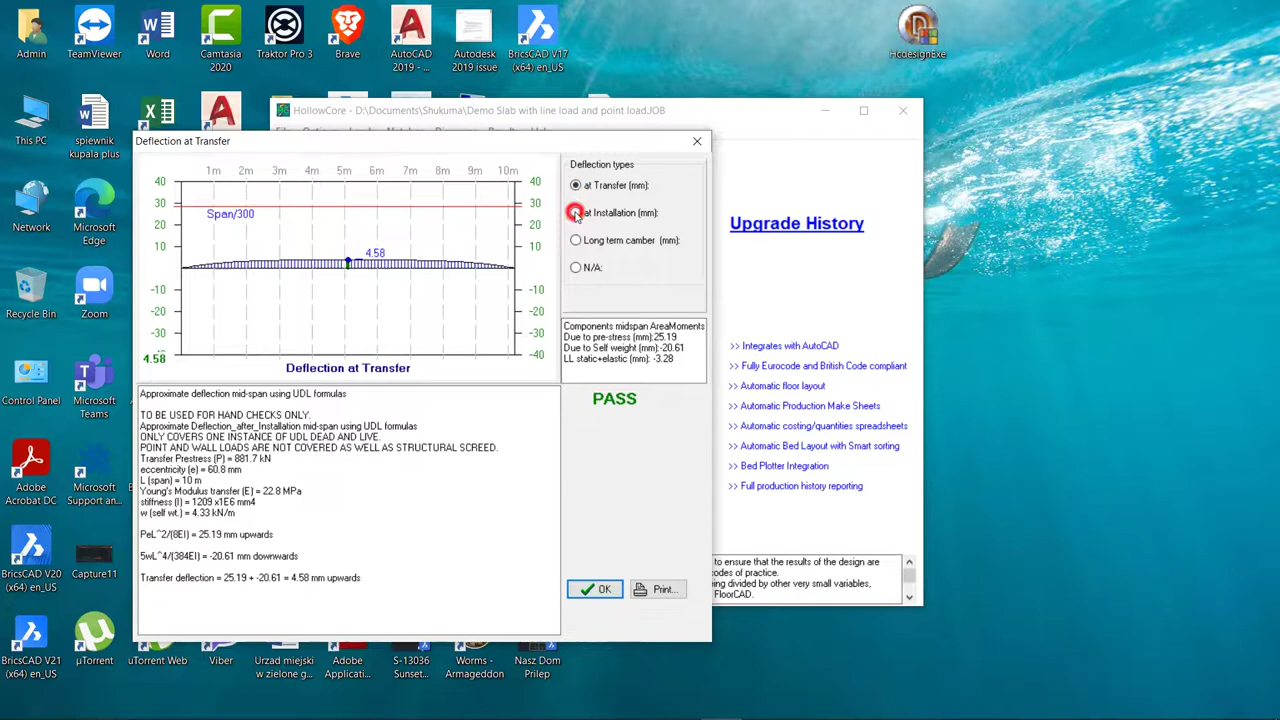 Admin
TeamViewer
Word
Camtasia
2020
Traktor Pro 3
Brave
AutoCAD
2019 - ...
Autodesk
2019 issue
BricsCAD V17
(x64) en_US
HcdesignExe
This PC
spiewnik
kupala plus
Network
Microsoft
Edge
Recycle Bin
Zoom
Control Panel
Microsoft
Teams
Adobe
Acrobat DC
Microsoft
Support an...
BricsCAD V20
(x64) en_US
Capture11
BricsCAD V21
(x64) en_US
µTorrent
uTorrent Web
Viber
Urzad miejski
w zielone g...
Adobe
Applicati...
S-13036
Sunset...
Worms -
Armageddon
Nasz Dom
Prilep
HollowCore - D:\Documents\Shukuma\Demo Slab with line load and point load.JOB
Deflection at Transfer
1m 2m 3m 4m 5m 6m 7m 8m 9m 10m
40 40
30 30
Span/300
20 20
10 10
4.58
-10 -10
-20 -20
-30 -30
4.58 -40
Deflection at Transfer
Deflection types
at Transfer (mm):
at Installation (mm):
Long term camber (mm):
N/A:
Components midspan AreaMoments
Due to pre-stress (mm):25.19
Due to Self weight (mm):-20.61
LL static+elastic (mm): -3.28
PASS
Approximate deflection mid-span using UDL formulas
TO BE USED FOR HAND CHECKS ONLY.
Approximate Deflection_after_Installation mid-span using UDL formulas
ONLY COVERS ONE INSTANCE OF UDL DEAD AND LIVE.
POINT AND WALL LOADS ARE NOT COVERED AS WELL AS STRUCTURAL SCREED.
Transfer Prestress (P) = 881.7 kN
eccentricity (e) = 60.8 mm
L (span) = 10 m
Young's Modulus transfer (E) = 22.8 MPa
stiffness (I) = 1209 x1E6 mm4
w (self wt.) = 4.33 kN/m
PeL^2/(8EI) = 25.19 mm upwards
5wL^4/(384EI) = -20.61 mm downwards
Transfer deflection = 25.19 + -20.61 = 4.58 mm upwards
OK
Print...
Upgrade History
>> Integrates with AutoCAD
>> Fully Eurocode and British Code compliant
>> Automatic floor layout
>> Automatic Production Make Sheets
>> Automatic costing/quantities spreadsheets
>> Automatic Bed Layout with Smart sorting
>> Bed Plotter Integration
>> Full production history reporting
to ensure that the results of the design are
odes of practice.
eing divided by other very small variables,
FloorCAD.